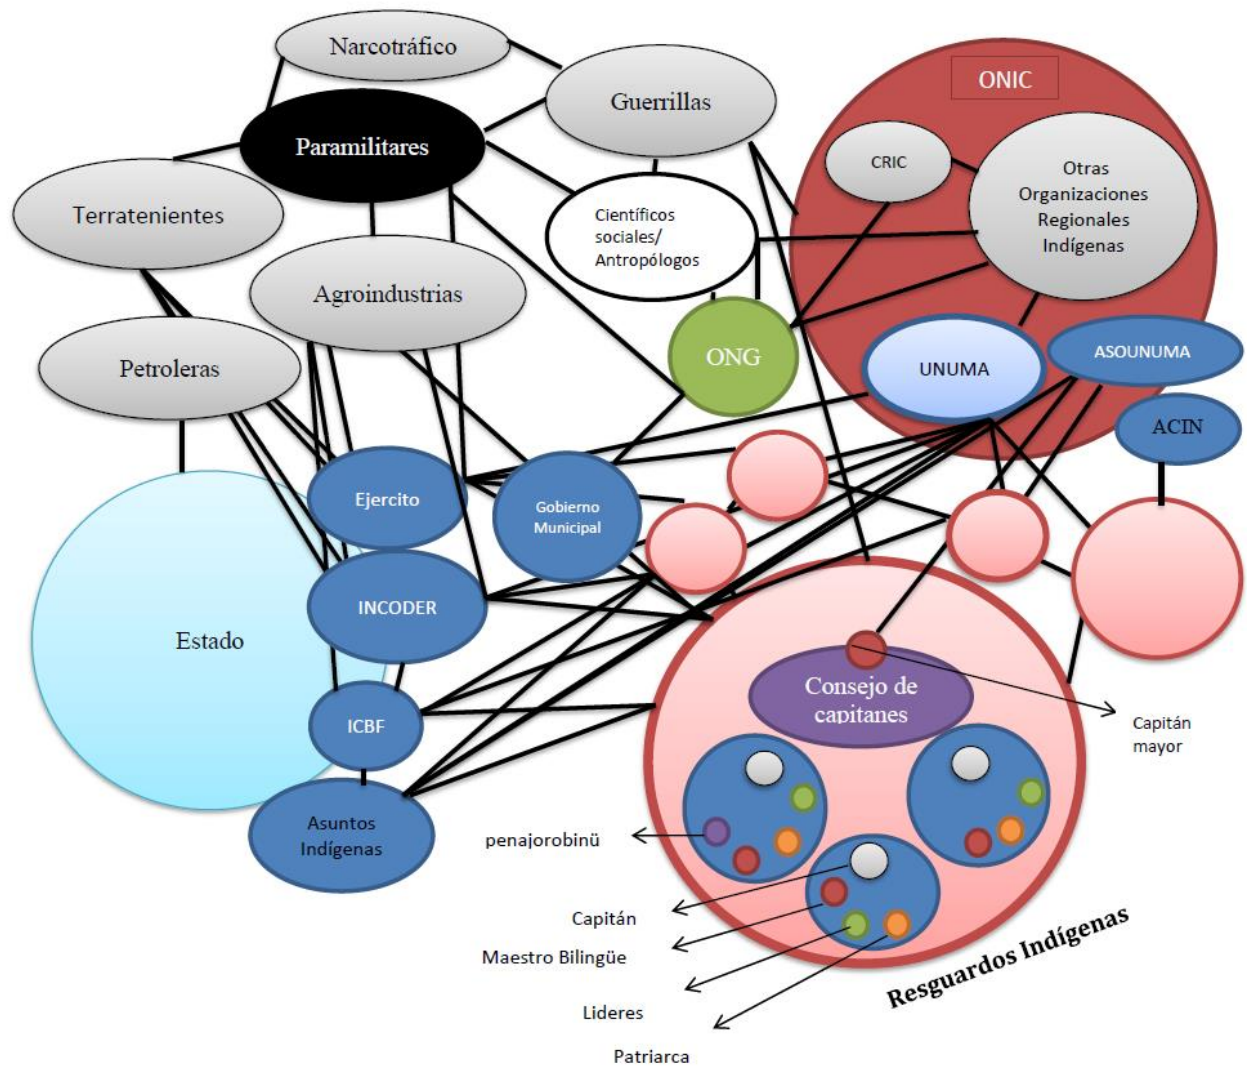 Narcotráfico
ONIC
Guerrillas
Paramilitares
CRIC
Otras
Organizaciones
Regionales
Indígenas
Terratenientes
Científicos
sociales/
Antropólogos
Agroindustrias
ONG
UNUMA
ASOUNUMA
Petroleras
ACIN
Ejercito
Gobierno
Municipal
INCODER
Estado
Consejo de
capitanes
ICBF
Capitán
mayor
Asuntos
Indígenas
penajorobinü
Capitán
Maestro Bilingüe
Lideres
Patriarca
Resguardos Indígenas